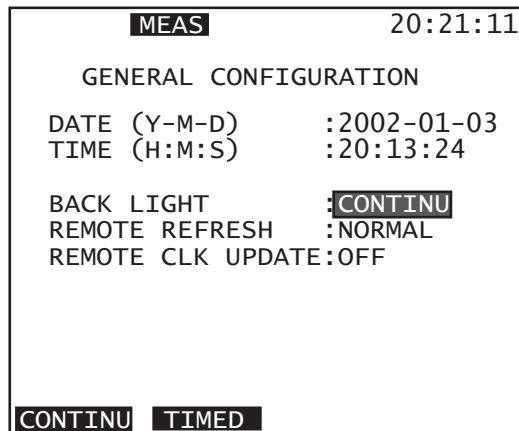 MEAS 20:21:11
GENERAL CONFIGURATION
DATE (Y-M-D) :2002-01-03
TIME (H:M:S) :20:13:24
BACK LIGHT :CONTINU
REMOTE REFRESH :NORMAL
REMOTE CLK UPDATE:OFF
CONTINU TIMED